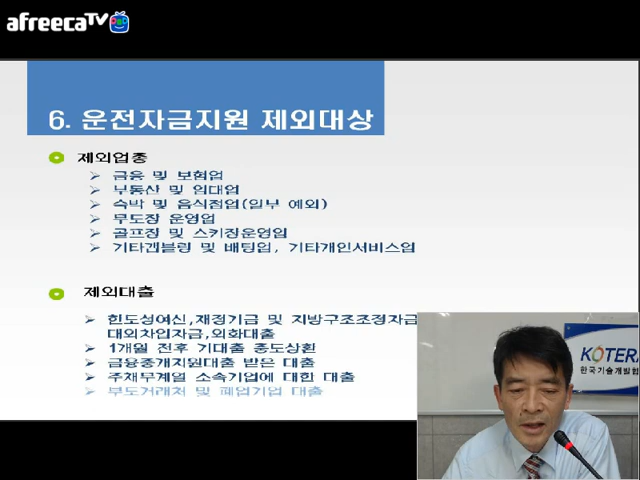 afreecaTV
6. 운전자금지원 제외대상
제외업종
금융 및 보험업
부동산 및 임대업
숙박 및 음식점업(일부 예외)
무도장 운영업
골프장 및 스키장운영업
기타갬블링 및 배팅업, 기타개인서비스업
제외대출
한도성여신,재정기금 및 지방구조조정자금
대외차입자금,외화대출
1개월 전후 기대출 중도상환
금융중개지원대출 받은 대출
주채무계열 소속기업에 대한 대출
부도거래처 및 폐업기업 대출
KOTERA
한국기술개발협